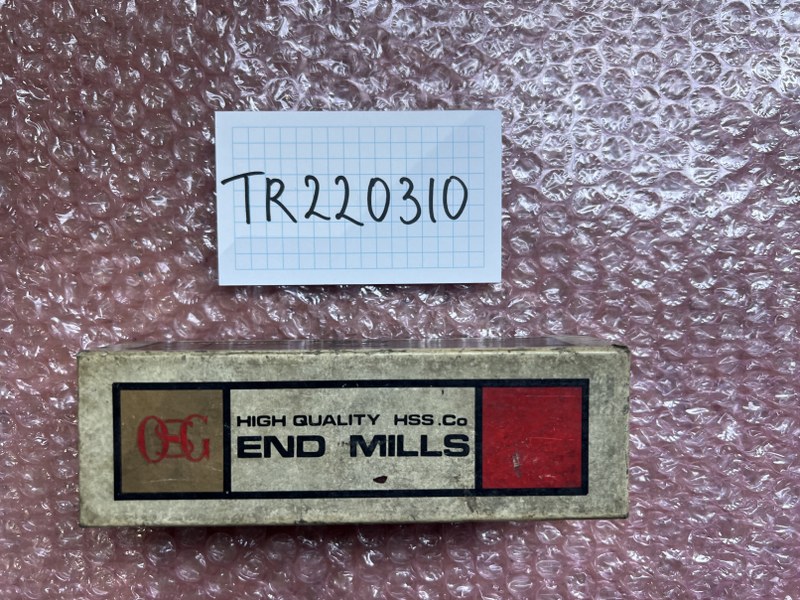 TR220310
OSG
HIGH QUALITY HSS.Co
END MILLS